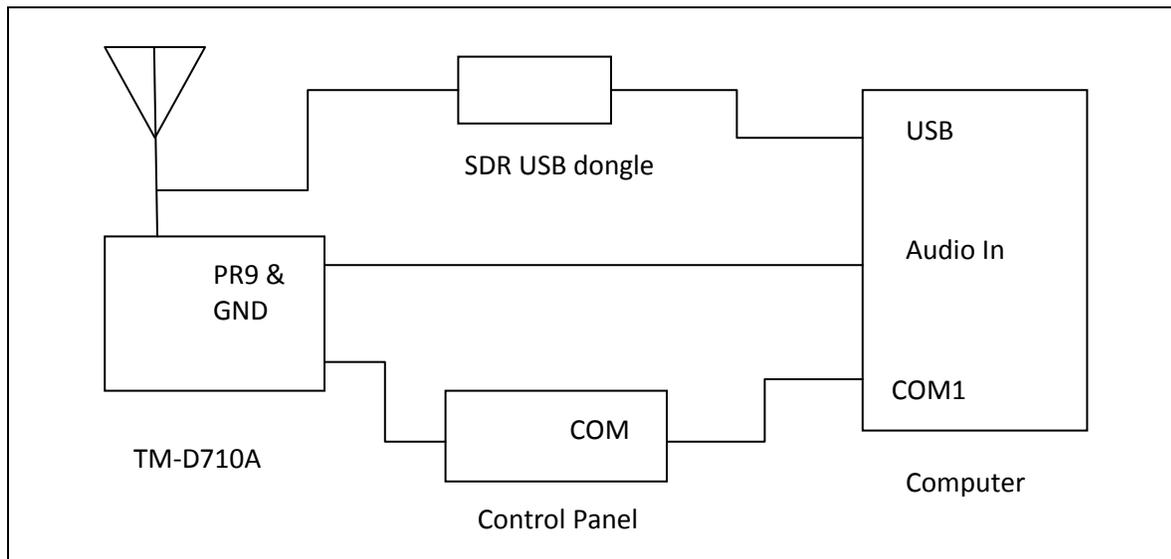 USB
SDR USB dongle
Audio In
PR9 &
GND
COM1
COM
TM-D710A
Computer
Control Panel